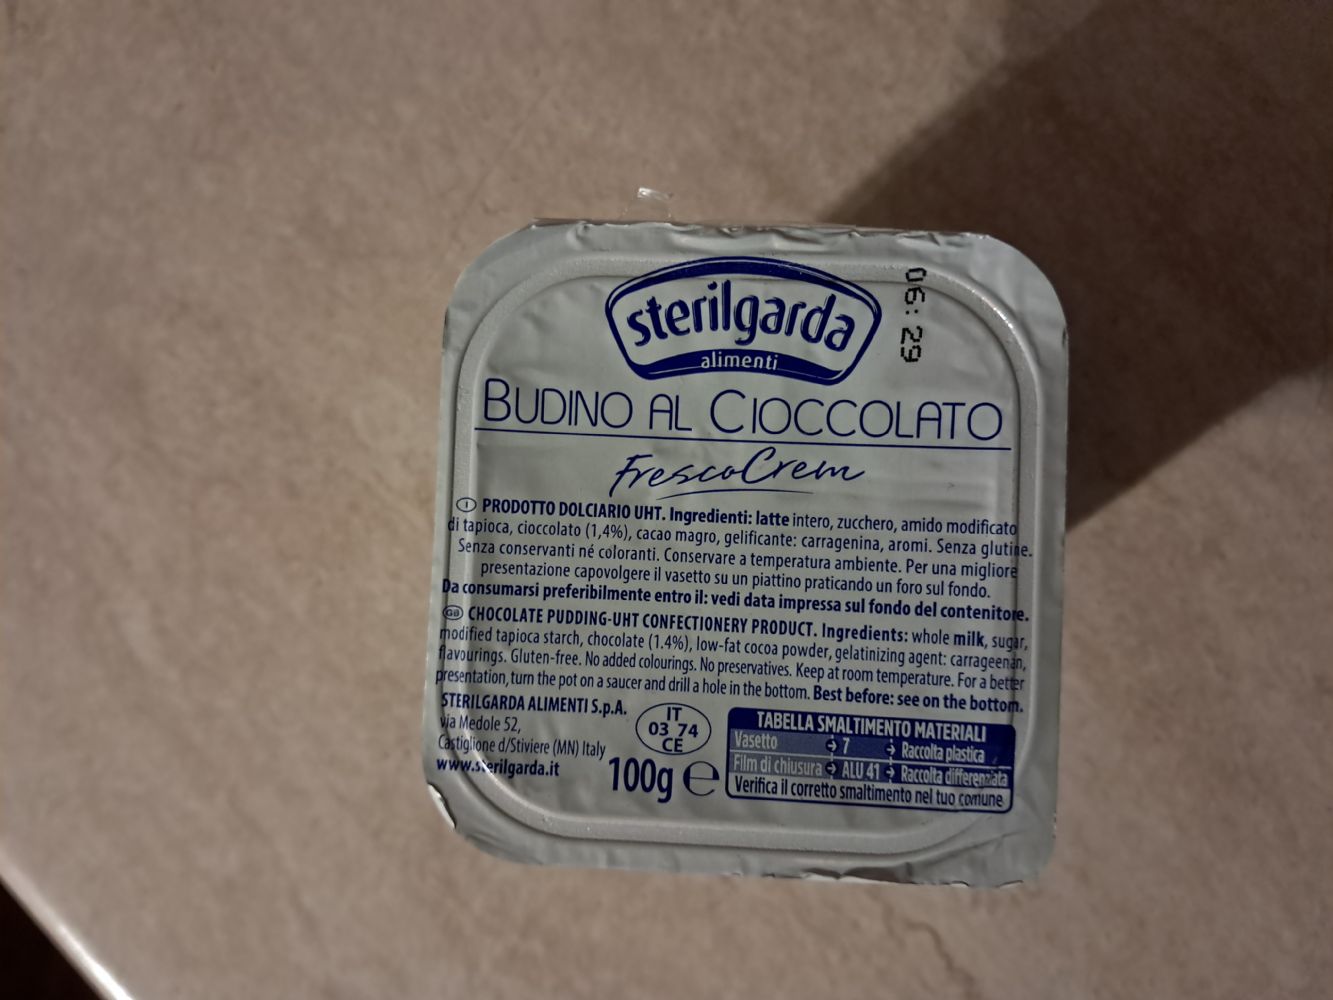 sterilgarda
alimenti
06:29
BUDINO AL CIOCCOLATO
FrescoCrem
I PRODOTTO DOLCIARIO UHT. Ingredienti: latte intero, zucchero, amido modificato
di tapioca, cioccolato (1,4%), cacao magro, gelificante: carragenina, aromi. Senza glutine.
Senza conservanti né coloranti. Conservare a temperatura ambiente. Per una migliore
presentazione capovolgere il vasetto su un piattino praticando un foro sul fondo.
Da consumarsi preferibilmente entro il: vedi data impressa sul fondo del contenitore.
GB CHOCOLATE PUDDING-UHT CONFECTIONERY PRODUCT. Ingredients: whole milk, sugar,
modified tapioca starch, chocolate (1.4%), low-fat cocoa powder, gelatinizing agent: carrageenan,
flavourings. Gluten-free. No added colourings. No preservatives. Keep at room temperature. For a better
presentation, turn the pot on a saucer and drill a hole in the bottom. Best before: see on the bottom.
STERILGARDA ALIMENTI S.p.A.
via Medole 52,
Castiglione d/Stiviere (MN) Italy
www.sterilgarda.it
IT
03 74
CE
100g e
TABELLA SMALTIMENTO MATERIALI
Vasetto → 7 → Raccolta plastica
Film di chiusura → ALU 41 → Raccolta differenziata
Verifica il corretto smaltimento nel tuo comune